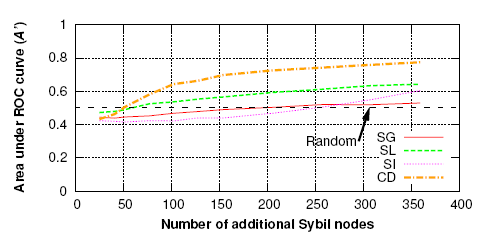 Area under ROC curve (A')
1
0.8
0.6
0.4
0.2
0
Random
SG
SL
SI
CD
0 50 100 150 200 250 300 350 400
Number of additional Sybil nodes